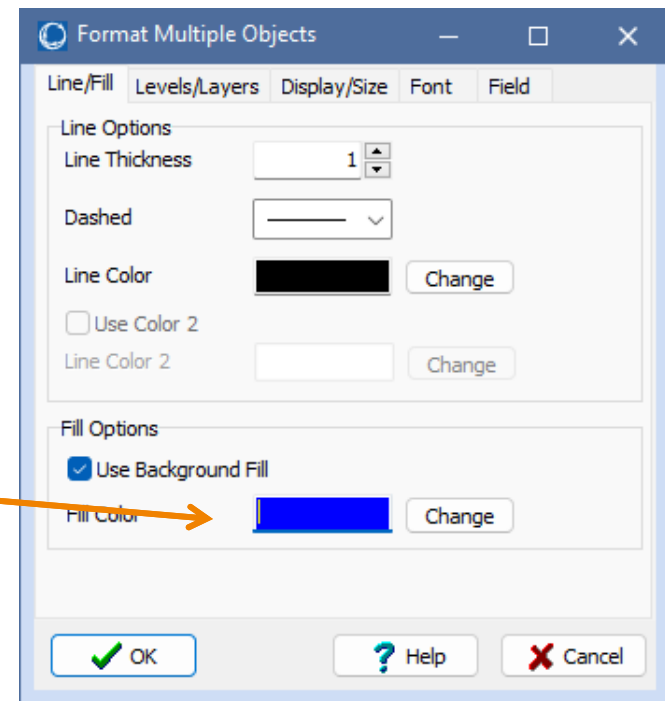 Format Multiple Objects
Line/Fill Levels/Layers Display/Size Font Field
Line Options
Line Thickness 1
Dashed
Line Color Change
Use Color 2
Line Color 2 Change
Fill Options
Use Background Fill
Fill Color Change
OK ? Help Cancel